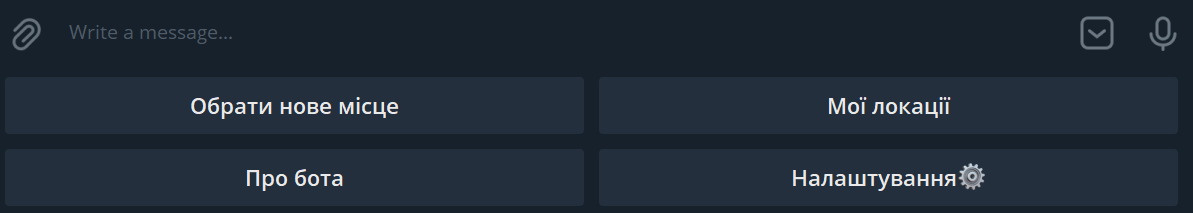 Write a message...
Обрати нове місце
Мої локації
Про бота
Налаштування⚙️